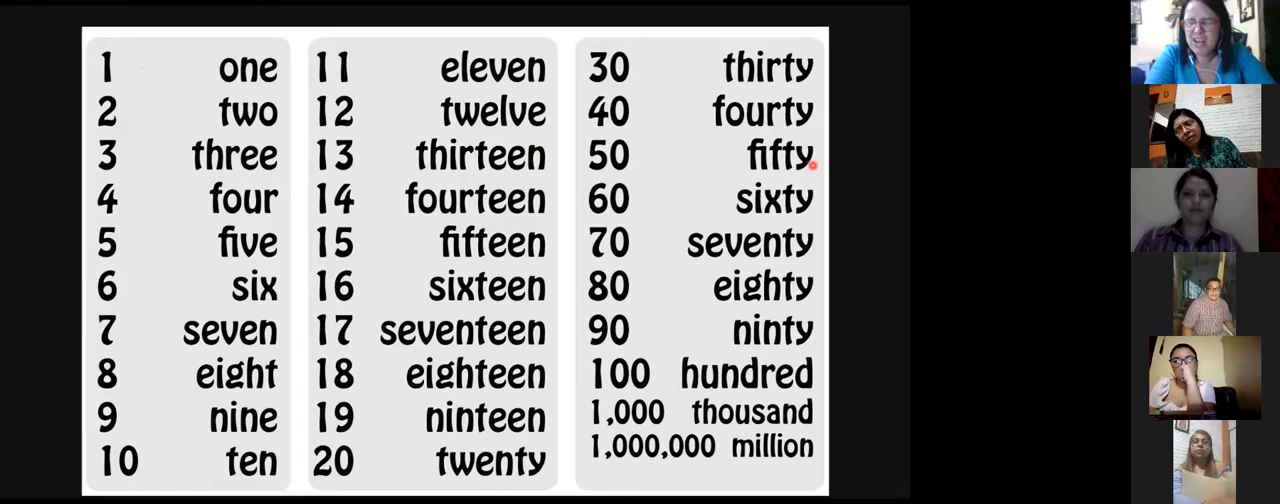 1 one
2 two
3 three
4 four
5 five
6 six
7 seven
8 eight
9 nine
10 ten
11 eleven
12 twelve
13 thirteen
14 fourteen
15 fifteen
16 sixteen
17 seventeen
18 eighteen
19 ninteen
20 twenty
30 thirty
40 fourty
50 fifty
60 sixty
70 seventy
80 eighty
90 ninty
100 hundred
1,000 thousand
1,000,000 million